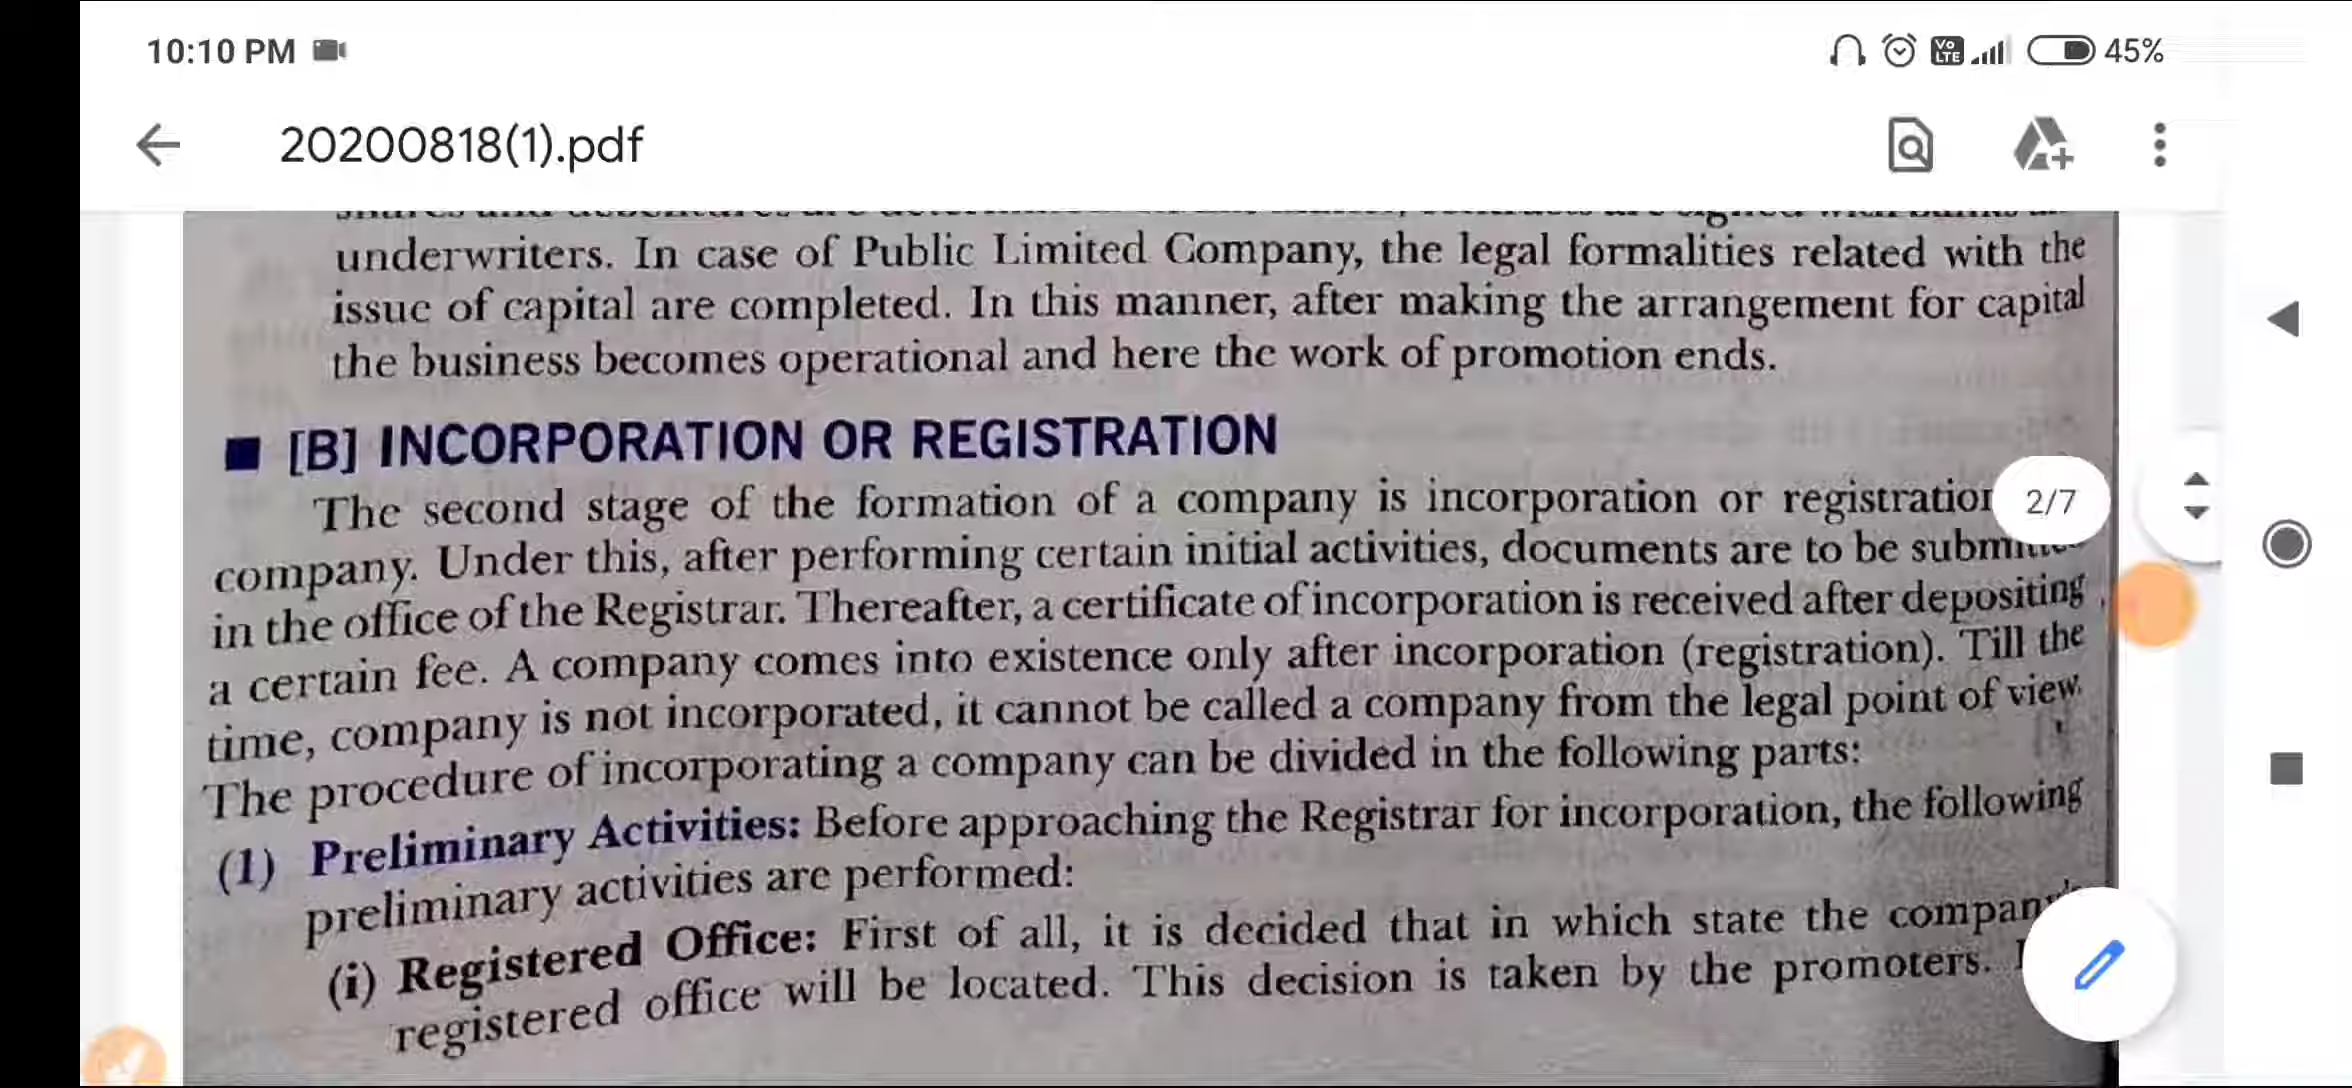 10:10 PM
VoLTE 45%
20200818(1).pdf
underwriters. In case of Public Limited Company, the legal formalities related with the
issue of capital are completed. In this manner, after making the arrangement for capital
the business becomes operational and here the work of promotion ends.
[B] INCORPORATION OR REGISTRATION
The second stage of the formation of a company is incorporation or
2/7
company. Under this, after performing certain initial activities, documents are to be
in the office of the Registrar. Thereafter, a certificate of incorporation is received after depositing
a certain fee. A company comes into existence only after incorporation (registration). Till the
time, company is not incorporated, it cannot be called a company from the legal point of view.
The procedure of incorporating a company can be divided in the following parts:
(1) Preliminary Activities: Before approaching the Registrar for incorporation, the following
preliminary activities are performed:
(i) Registered Office: First of all, it is decided that in which state the
registered office will be located. This decision is taken by the promoters.